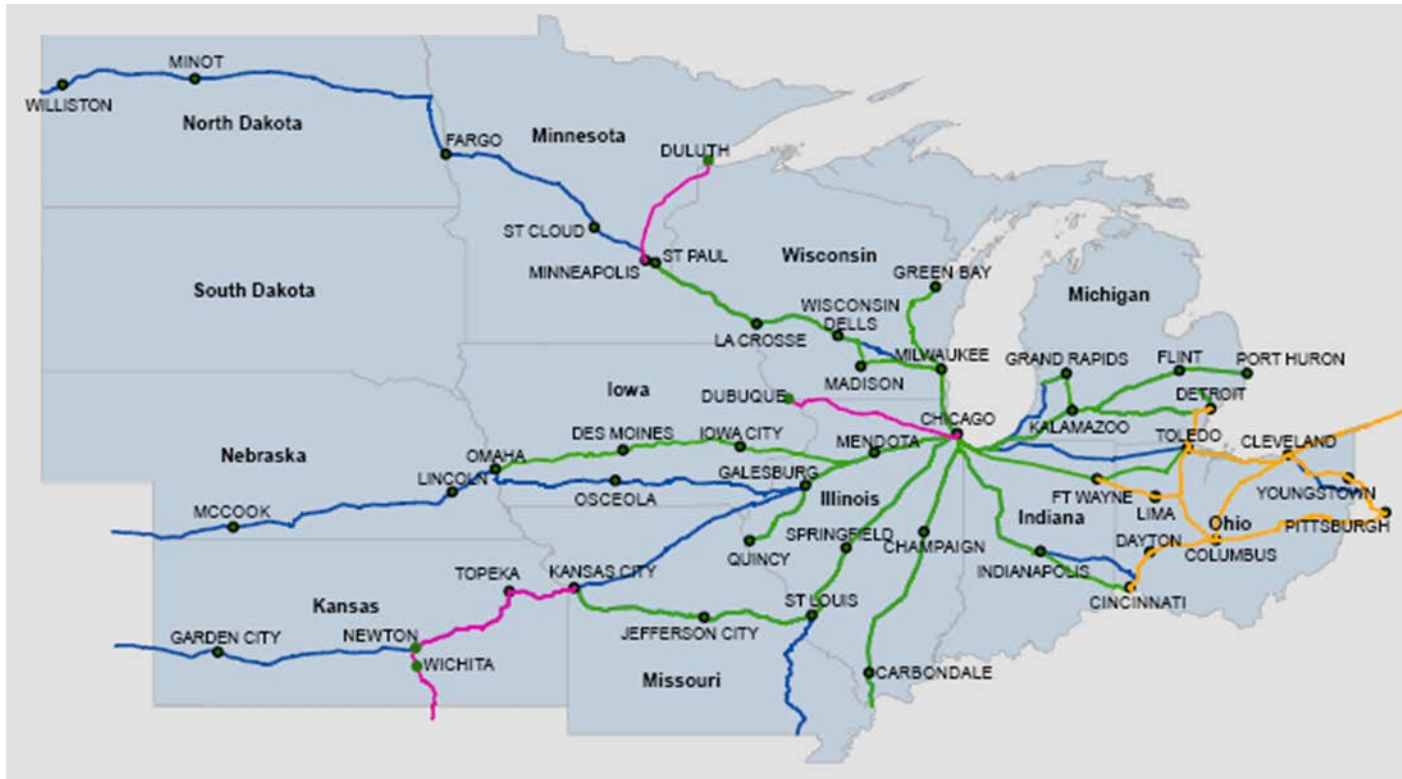 MINOT
WILLISTON
North Dakota
FARGO
Minnesota
DULUTH
ST CLOUD
ST PAUL
MINNEAPOLIS
Wisconsin
GREEN BAY
South Dakota
Michigan
WISCONSIN
DELLS
LA CROSSE
MILWAUKEE
MADISON
GRAND RAPIDS
FLINT
PORT HURON
Iowa
DUBUQUE
DETROIT
CHICAGO
KALAMAZOO
DES MOINES
IOWA CITY
MENDOTA
TOLEDO
CLEVELAND
Nebraska
OMAHA
LINCOLN
GALESBURG
OSCEOLA
Illinois
FT WAYNE
YOUNGSTOWN
MCCOOK
LIMA
Indiana
Ohio
PITTSBURGH
SPRINGFIELD
CHAMPAIGN
DAYTON
COLUMBUS
QUINCY
TOPEKA
KANSAS CITY
INDIANAPOLIS
Kansas
ST LOUIS
CINCINNATI
GARDEN CITY
NEWTON
JEFFERSON CITY
WICHITA
Missouri
CARBONDALE